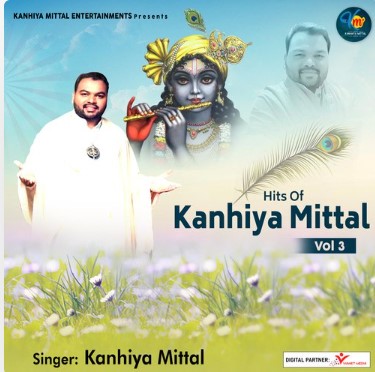 KANHIYA MITTAL ENTERTAINMENTS Presents
Hits Of
Kanhiya Mittal
Vol 3
Singer: Kanhiya Mittal
DIGITAL PARTNER: